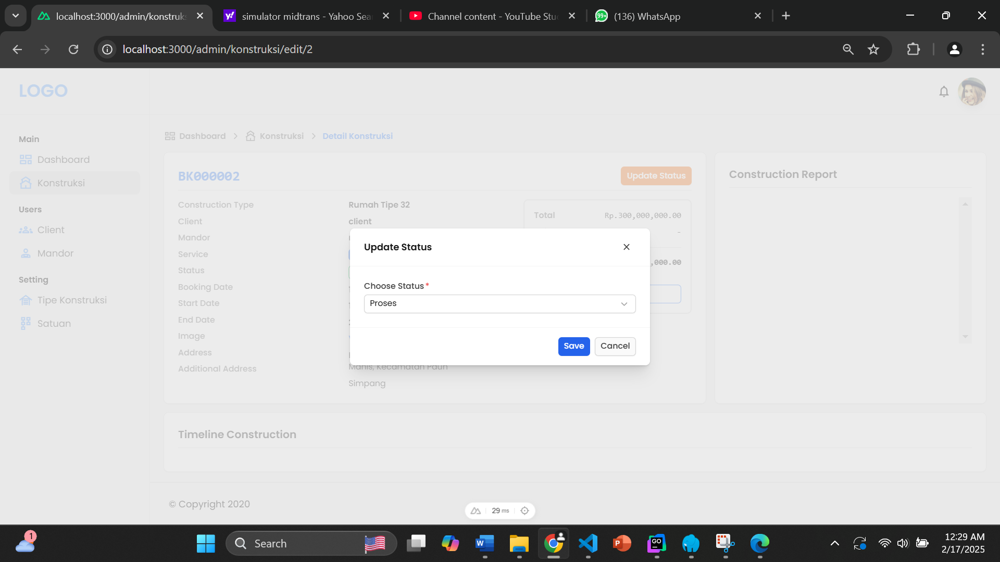 localhost:3000/admin/konstruks
simulator midtrans - Yahoo Sea
Channel content - YouTube Stu
99+
(136) WhatsApp
localhost:3000/admin/konstruksi/edit/2
LOGO
Main
Dashboard
Konstruksi
Users
Client
Mandor
Setting
Tipe Konstruksi
Satuan
Dashboard
Konstruksi
Detail Konstruksi
BK000002
Update Status
Construction Type
Rumah Tipe 32
Client
client
Mandor
Service
Status
Booking Date
Start Date
End Date
Image
Address
Additional Address
Manis, Kecamatan Pauh
Simpang
Total
Rp.300,000,000.00
-
,000.00
Construction Report
Update Status
Choose Status *
Proses
Save
Cancel
Timeline Construction
© Copyright 2020
29 ms
1
Search
12:29 AM
2/17/2025